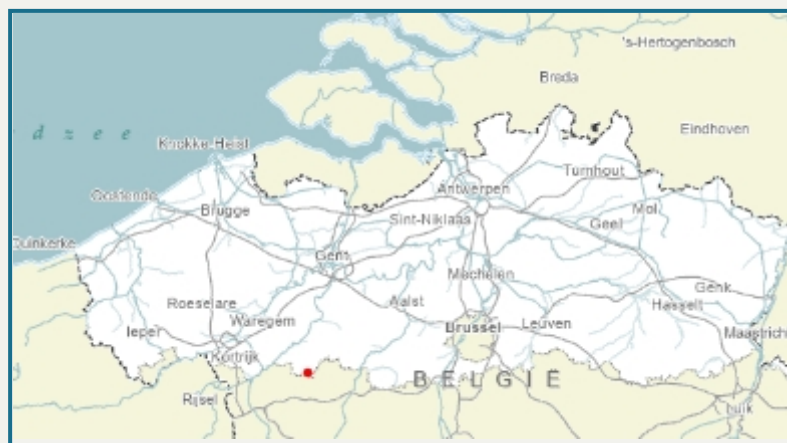 's-Hertogenbosch
Breda
d z e e
Eindhoven
Knokke-Heist
Turnhout
Oostende
Antwerpen
Brugge
Mol
Sint-Niklaas
Geel
Duinkerke
Gent
Mechelen
Genk
Roeselare
Aalst
Hasselt
Waregem
Ieper
Brussel
Leuven
Maastrich
Kortrijk
BELGIË
Rijsel
Luik